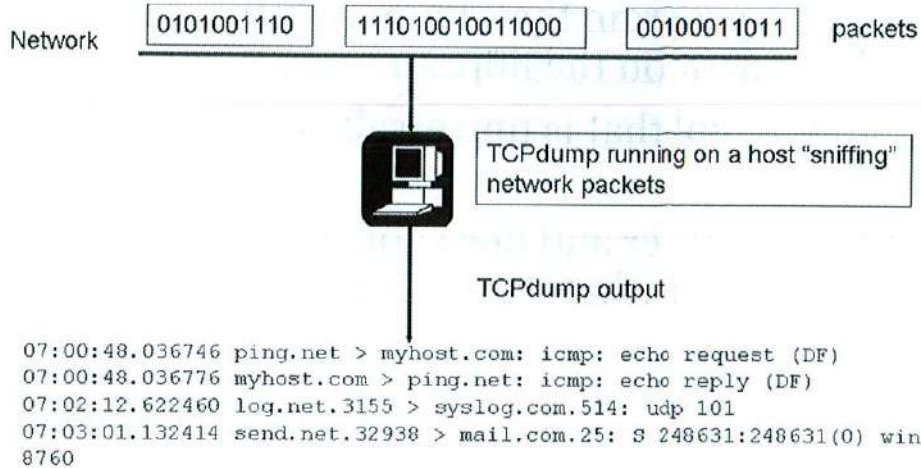 Network 0101001110 111010010011000 00100011011 packets
TCPdump running on a host “sniffing”
network packets
TCPdump output
07:00:48.036746 ping.net > myhost.com: icmp: echo request (DF)
07:00:48.036776 myhost.com > ping.net: icmp: echo reply (DF)
07:02:12.622460 log.net.3155 > syslog.com.514: udp 101
07:03:01.132414 send.net.32938 > mail.com.25: S 248631:248631(0) win
8760